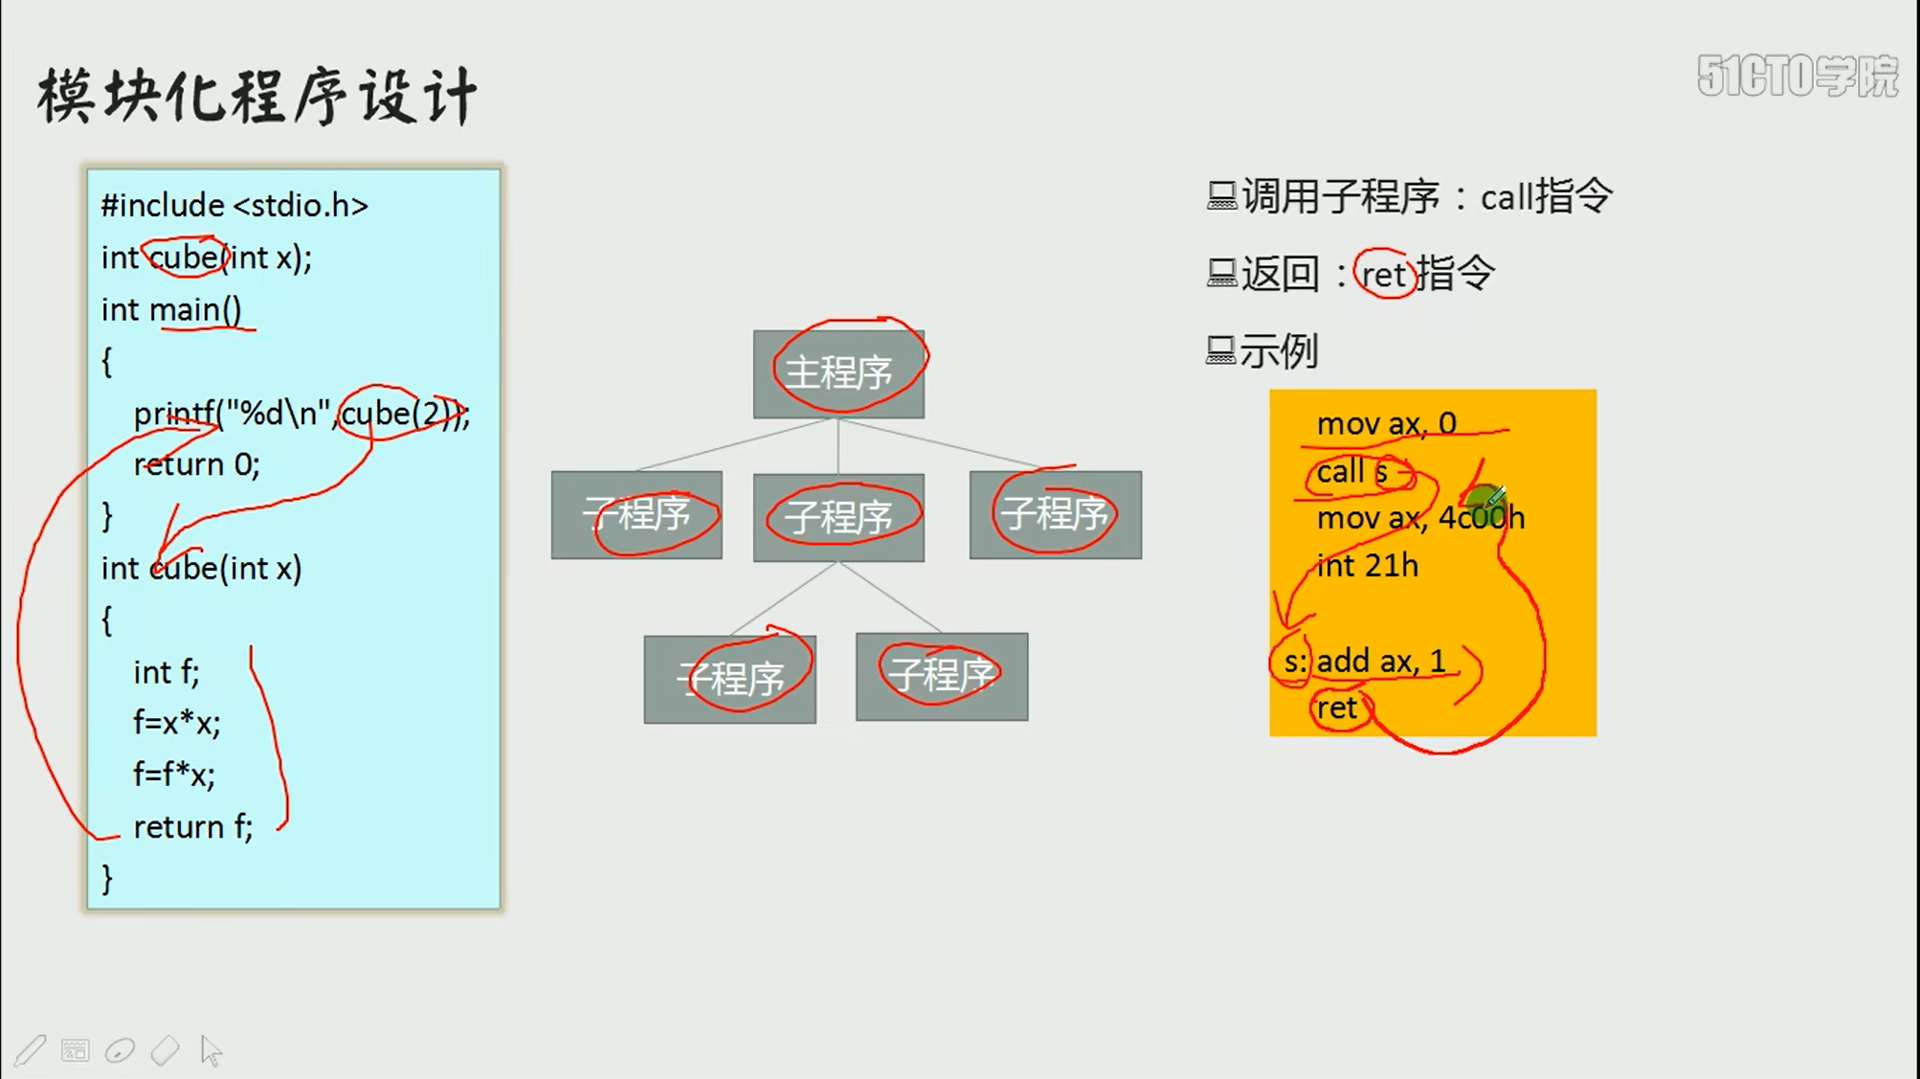 模块化程序设计
51CTO学院
#include <stdio.h>
int cube(int x);
int main()
{
printf("%d\n",cube(2));
return 0;
}
int cube(int x)
{
int f;
f=x*x;
f=f*x;
return f;
}
主程序
子程序
子程序
子程序
子程序
子程序
调用子程序：call指令
返回：ret指令
示例
mov ax, 0
call s
mov ax, 4c00h
int 21h
s: add ax, 1
ret